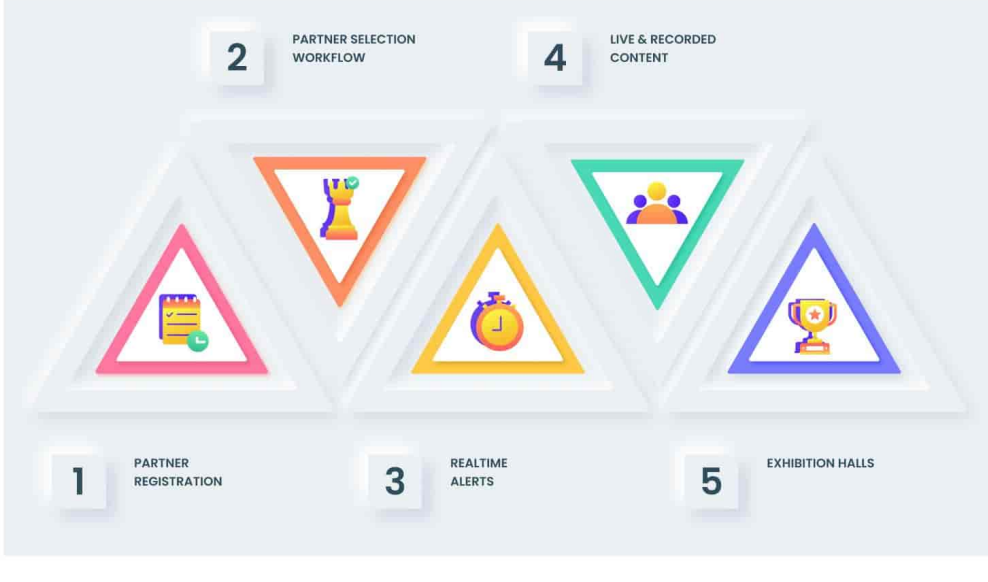 2
PARTNER SELECTION
WORKFLOW
4
LIVE & RECORDED
CONTENT
1
PARTNER
REGISTRATION
3
REALTIME
ALERTS
5
EXHIBITION HALLS